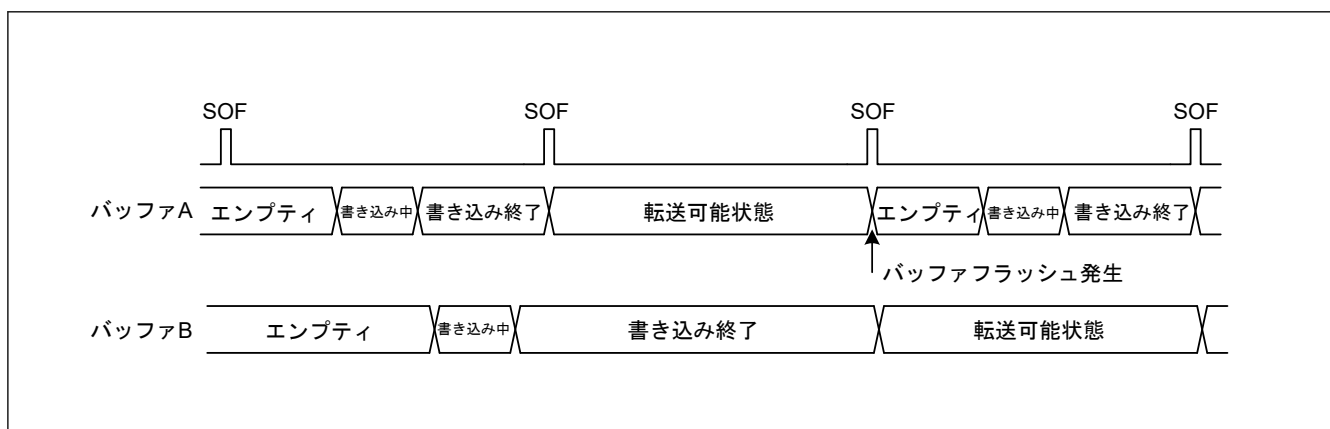 SOF SOF SOF SOF
バッファA エンプティ 書き込み中 書き込み終了 転送可能状態 エンプティ 書き込み中 書き込み終了
バッファフラッシュ発生
バッファB エンプティ 書き込み中 書き込み終了 転送可能状態